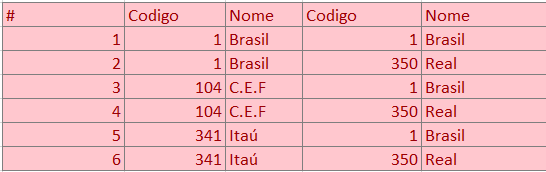 # Codigo Nome Codigo Nome
1 1 Brasil 1 Brasil
2 1 Brasil 350 Real
3 104 C.E.F 1 Brasil
4 104 C.E.F 350 Real
5 341 Itaú 1 Brasil
6 341 Itaú 350 Real